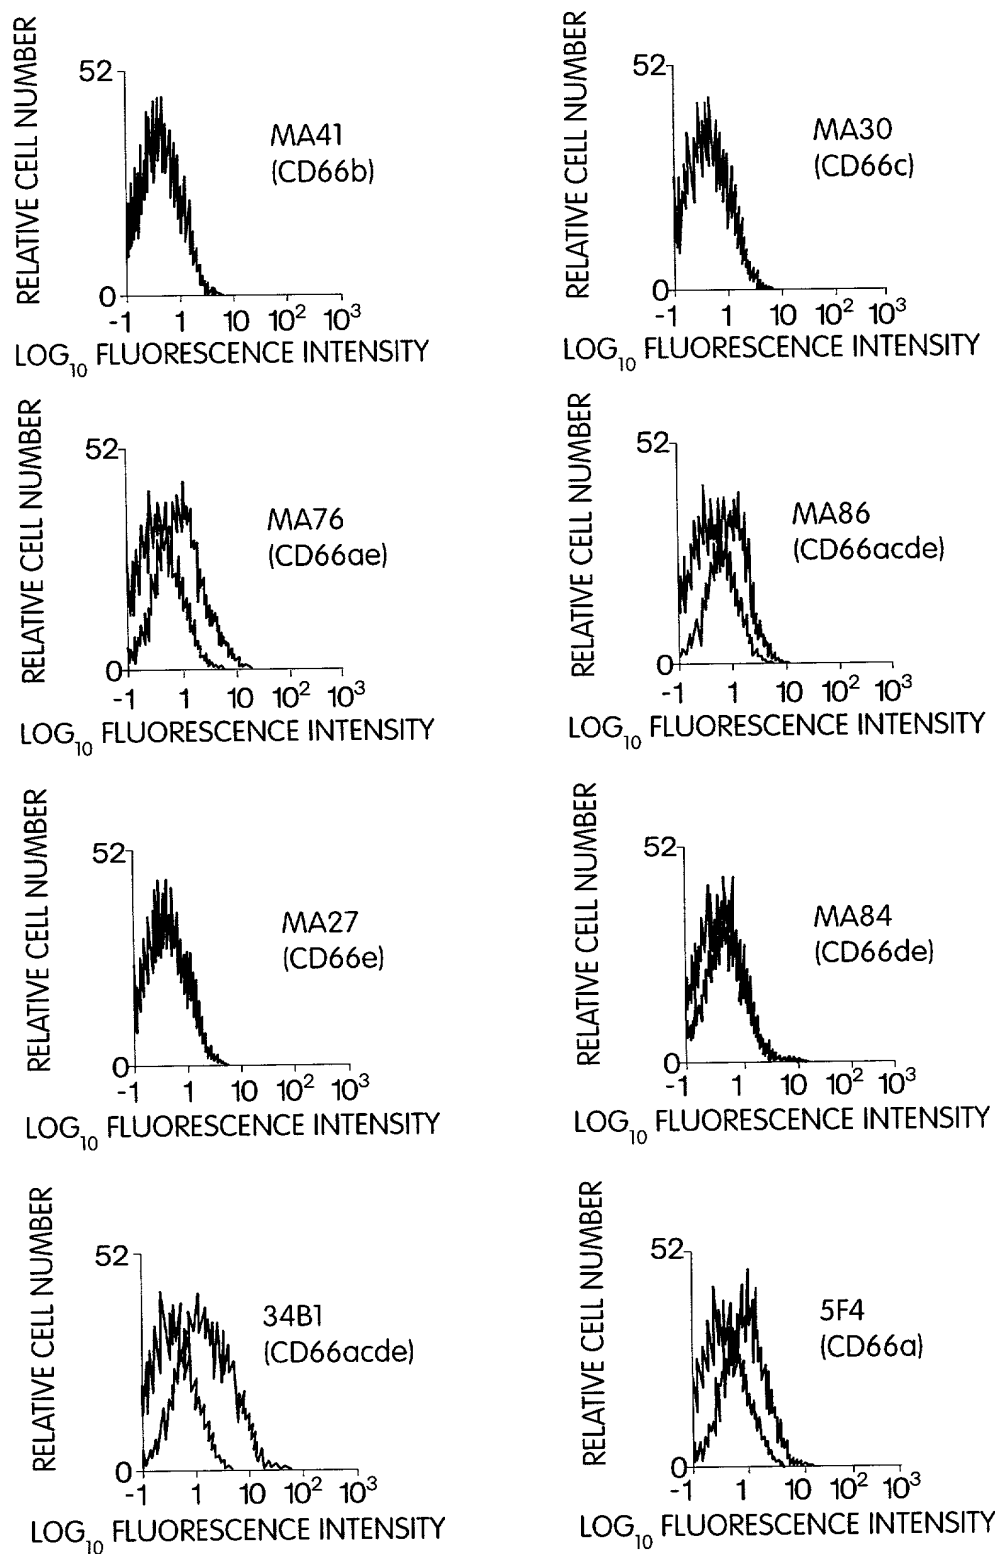 RELATIVE CELL NUMBER
52
0
MA41
(CD66b)
-1 1 10 10² 10³
LOG₁₀ FLUORESCENCE INTENSITY
RELATIVE CELL NUMBER
52
0
MA30
(CD66c)
-1 1 10 10² 10³
LOG₁₀ FLUORESCENCE INTENSITY
RELATIVE CELL NUMBER
52
0
MA76
(CD66ae)
-1 1 10 10² 10³
LOG₁₀ FLUORESCENCE INTENSITY
RELATIVE CELL NUMBER
52
0
MA86
(CD66acde)
-1 1 10 10² 10³
LOG₁₀ FLUORESCENCE INTENSITY
RELATIVE CELL NUMBER
52
0
MA27
(CD66e)
-1 1 10 10² 10³
LOG₁₀ FLUORESCENCE INTENSITY
RELATIVE CELL NUMBER
52
0
MA84
(CD66de)
-1 1 10 10² 10³
LOG₁₀ FLUORESCENCE INTENSITY
RELATIVE CELL NUMBER
52
0
34B1
(CD66acde)
-1 1 10 10² 10³
LOG₁₀ FLUORESCENCE INTENSITY
RELATIVE CELL NUMBER
52
0
5F4
(CD66a)
-1 1 10 10² 10³
LOG₁₀ FLUORESCENCE INTENSITY